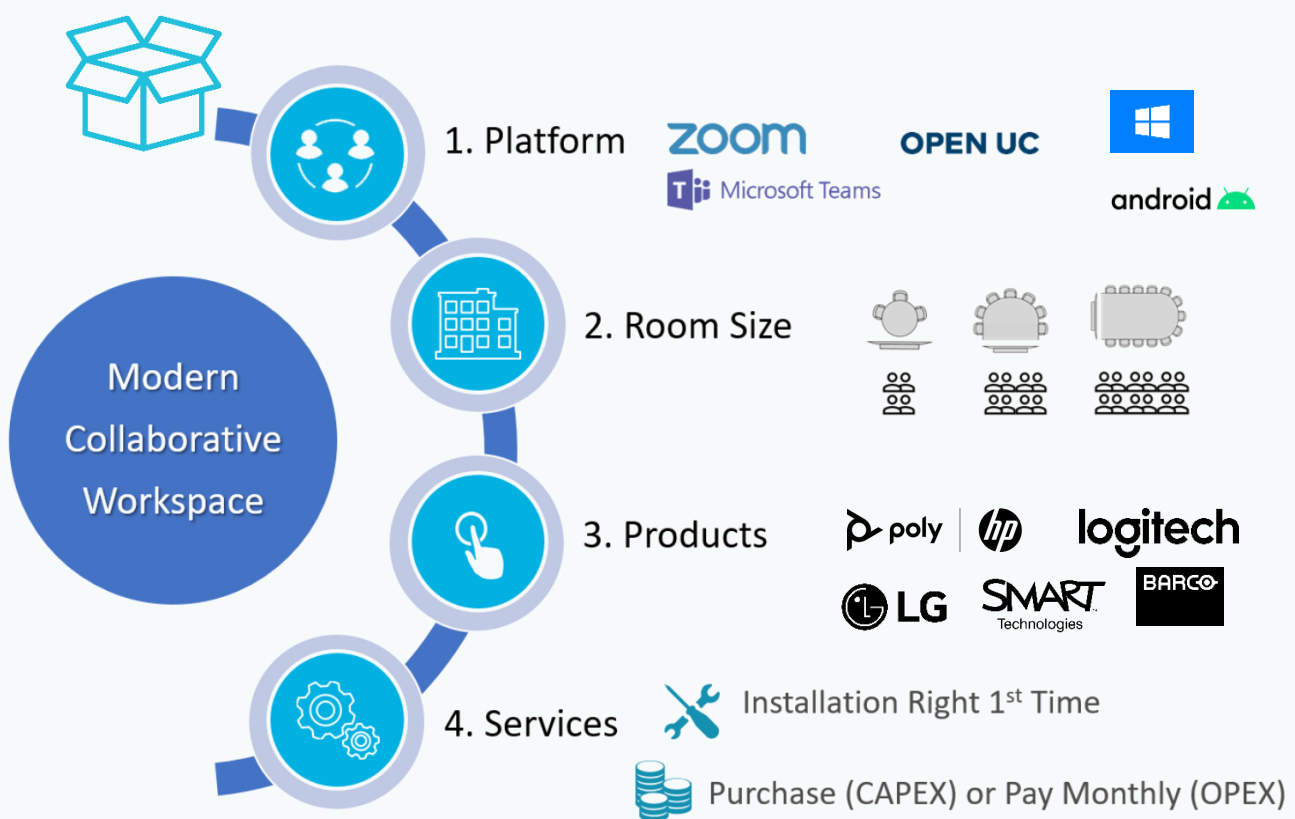 1. Platform
zoom
OPEN UC
Microsoft Teams
android
2. Room Size
Modern
Collaborative
Workspace
3. Products
poly
hp
logitech
LG
SMART
Technologies
BARCO
4. Services
Installation Right 1st Time
Purchase (CAPEX) or Pay Monthly (OPEX)